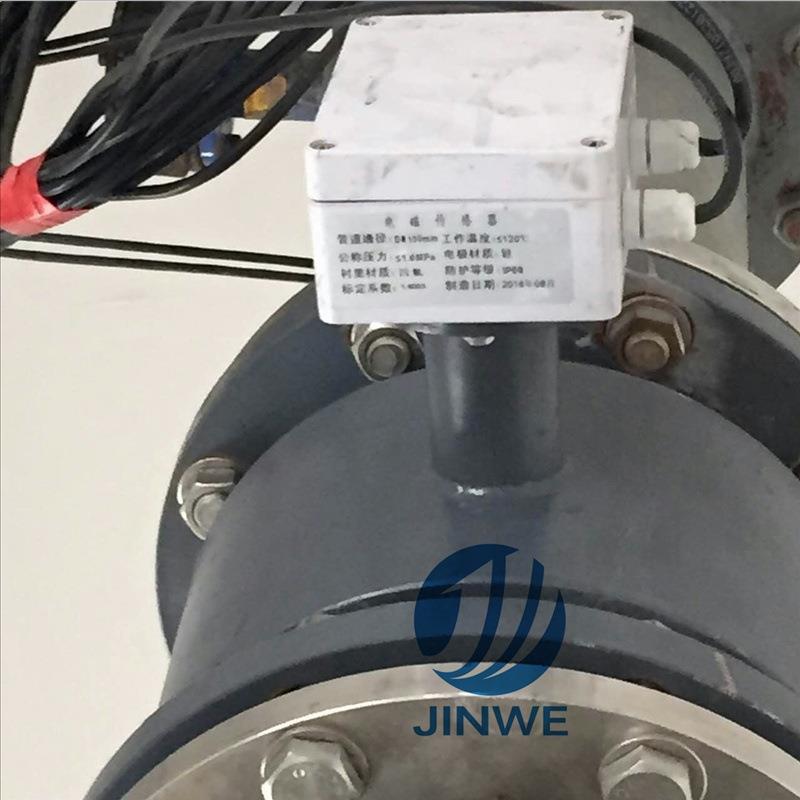 电磁传感器
管道通径: DN150mm 工作温度: ≤120℃
公称压力: ≤1.6MPa 电极材质: 钽
衬里材质: 四氟 防护等级: IP68
标定系数: 制造日期: 2016年08月
JINWE